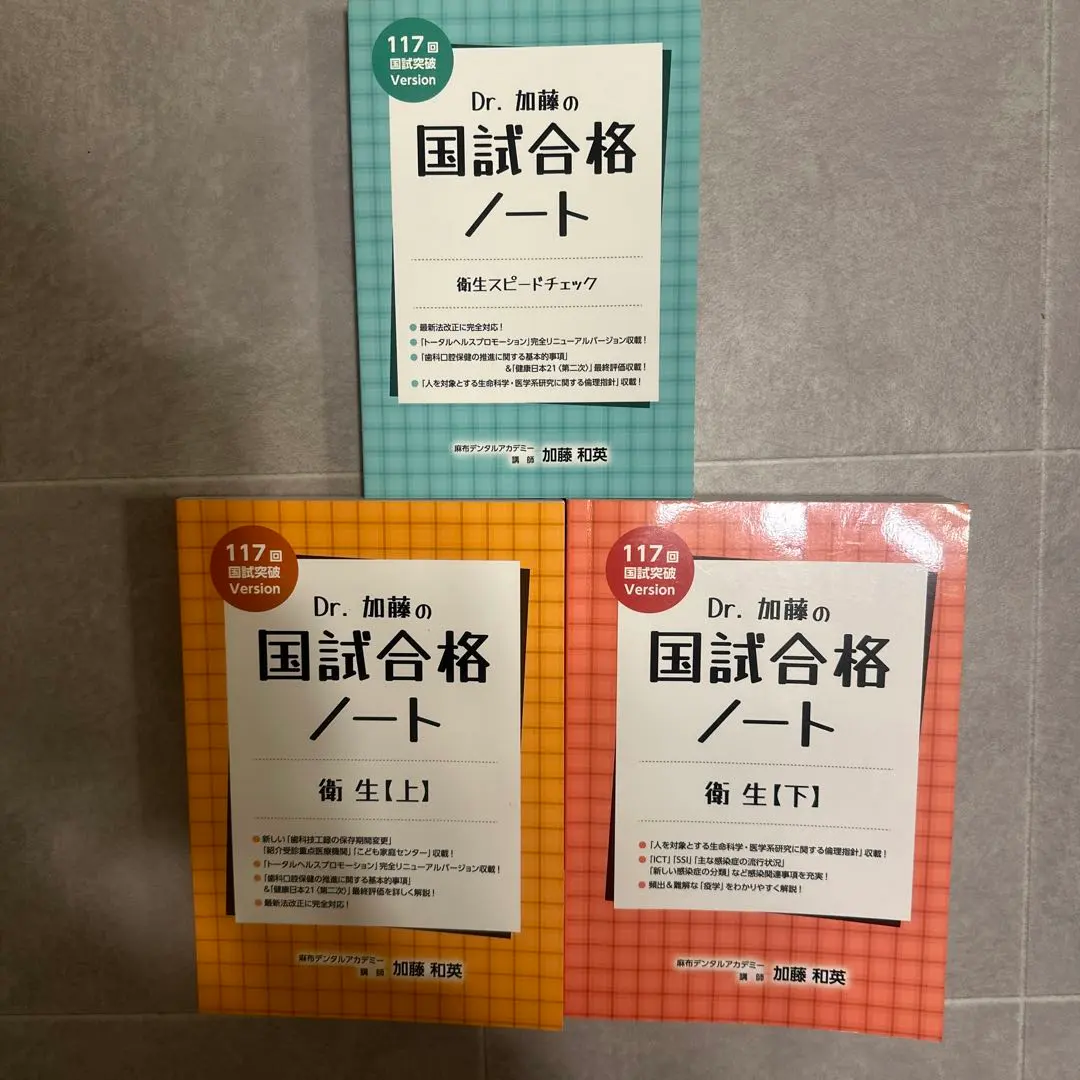 117回
国試突破
Version
Dr. 加藤の
国試合格
ノート
衛生スピードチェック
● 最新法改正に完全対応！
● 「トータルヘルスプロモーション」完全リニューアルバージョン収載！
● 「歯科口腔保健の推進に関する基本的事項」
&「健康日本21〈第二次〉」最終評価収載！
● 「人を対象とする生命科学・医学系研究に関する倫理指針」収載！
麻布デンタルアカデミー
講師 加藤 和英
117回
国試突破
Version
Dr. 加藤の
国試合格
ノート
衛生【上】
● 新しい「歯科技工録の保存期間変更」
「紹介受診重点医療機関」「こども家庭センター」収載！
● 「トータルヘルスプロモーション」完全リニューアルバージョン収載！
● 「歯科口腔保健の推進に関する基本的事項」
&「健康日本21〈第二次〉」最終評価を詳しく解説！
● 最新法改正に完全対応！
麻布デンタルアカデミー
講師 加藤 和英
117回
国試突破
Version
Dr. 加藤の
国試合格
ノート
衛生【下】
● 「人を対象とする生命科学・医学系研究に関する倫理指針」収載！
● 「ICT」「SSI」「主な感染症の流行状況」
「新しい感染症の分類」など感染関連事項を充実！
● 頻出&難解な「疫学」をわかりやすく解説！
麻布デンタルアカデミー
講師 加藤 和英